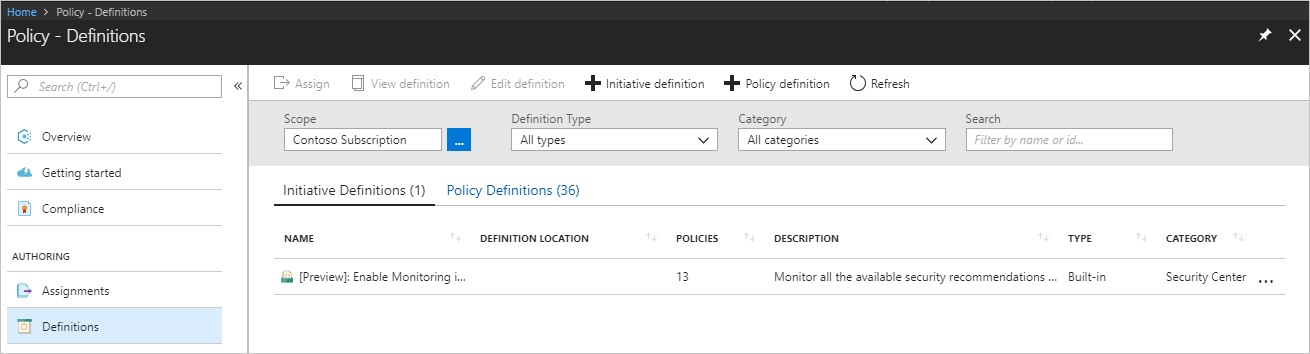 Home > Policy - Definitions
Policy - Definitions
Search (Ctrl+/)
«
Overview
Getting started
Compliance
AUTHORING
Assignments
Definitions
Assign View definition Edit definition + Initiative definition + Policy definition Refresh
Scope Definition Type Category Search
Contoso Subscription ... All types All categories Filter by name or id...
Initiative Definitions (1) Policy Definitions (36)
NAME DEFINITION LOCATION POLICIES DESCRIPTION TYPE CATEGORY
[Preview]: Enable Monitoring i... 13 Monitor all the available security recommendations ... Built-in Security Center ...